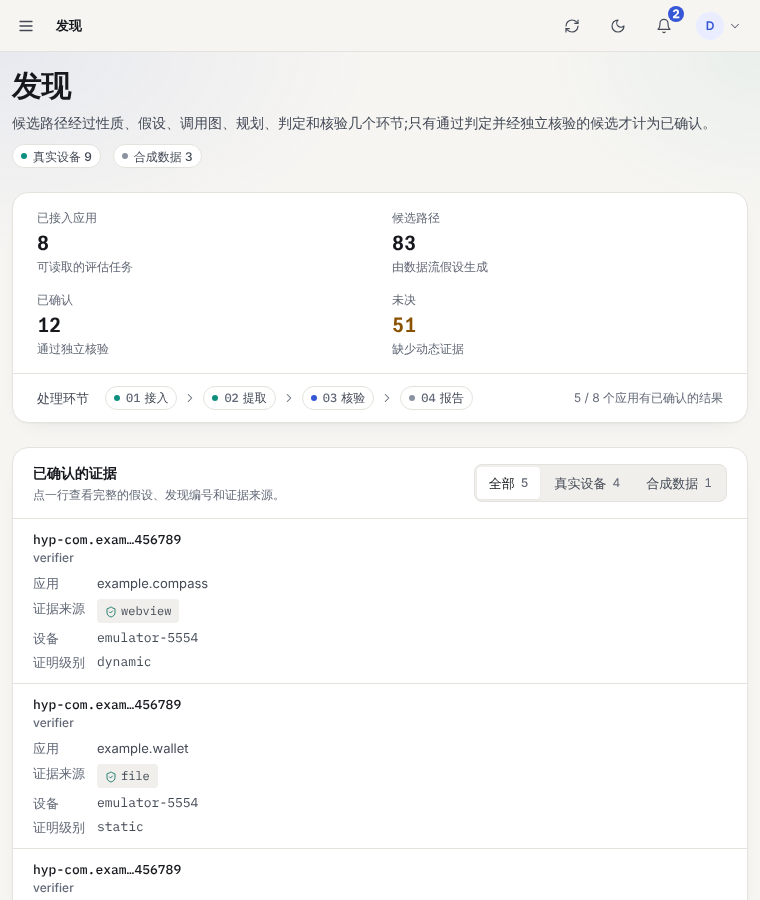 发现
2
D
发现
候选路径经过性质、假设、调用图、规划、判定和核验几个环节;只有通过判定并经独立核验的候选才计为已确认。
真实设备 9
合成数据 3
已接入应用
8
可读取的评估任务
候选路径
83
由数据流假设生成
已确认
12
通过独立核验
未决
51
缺少动态证据
处理环节 01 接入 02 提取 03 核验 04 报告 5 / 8 个应用有已确认的结果
已确认的证据
点一行查看完整的假设、发现编号和证据来源。
全部 5 真实设备 4 合成数据 1
hyp-com.exam…456789
verifier
应用 example.compass
证据来源 webview
设备 emulator-5554
证明级别 dynamic
hyp-com.exam…456789
verifier
应用 example.wallet
证据来源 file
设备 emulator-5554
证明级别 static
hyp-com.exam…456789
verifier